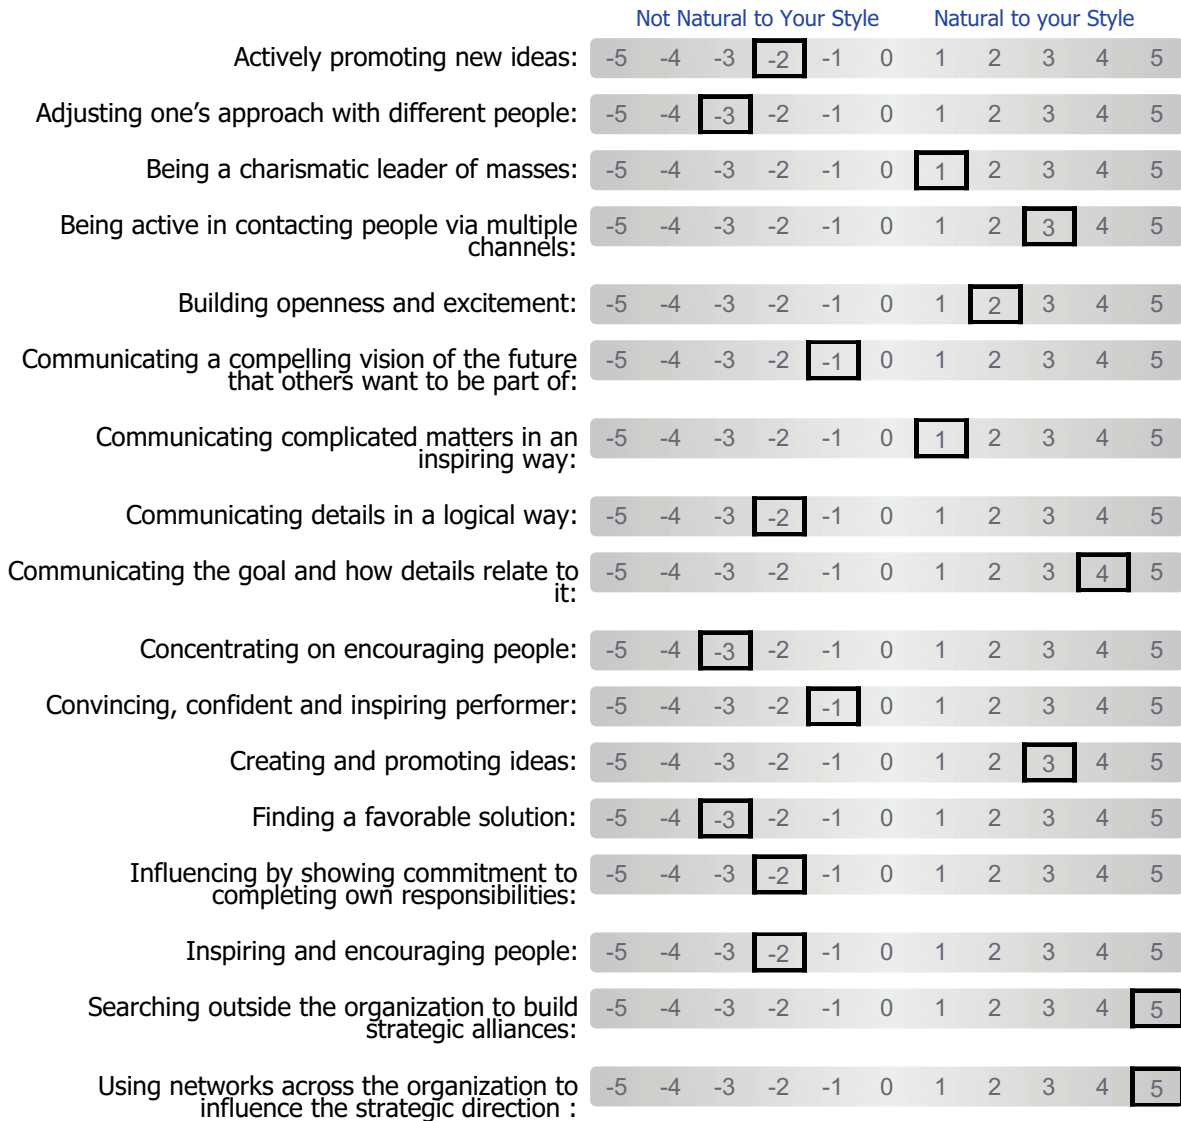 Not Natural to Your Style Natural to your Style
Actively promoting new ideas: -5 -4 -3 -2 -1 0 1 2 3 4 5
Adjusting one’s approach with different people: -5 -4 -3 -2 -1 0 1 2 3 4 5
Being a charismatic leader of masses: -5 -4 -3 -2 -1 0 1 2 3 4 5
Being active in contacting people via multiple
channels: -5 -4 -3 -2 -1 0 1 2 3 4 5
Building openness and excitement: -5 -4 -3 -2 -1 0 1 2 3 4 5
Communicating a compelling vision of the future
that others want to be part of: -5 -4 -3 -2 -1 0 1 2 3 4 5
Communicating complicated matters in an
inspiring way: -5 -4 -3 -2 -1 0 1 2 3 4 5
Communicating details in a logical way: -5 -4 -3 -2 -1 0 1 2 3 4 5
Communicating the goal and how details relate to
it: -5 -4 -3 -2 -1 0 1 2 3 4 5
Concentrating on encouraging people: -5 -4 -3 -2 -1 0 1 2 3 4 5
Convincing, confident and inspiring performer: -5 -4 -3 -2 -1 0 1 2 3 4 5
Creating and promoting ideas: -5 -4 -3 -2 -1 0 1 2 3 4 5
Finding a favorable solution: -5 -4 -3 -2 -1 0 1 2 3 4 5
Influencing by showing commitment to
completing own responsibilities: -5 -4 -3 -2 -1 0 1 2 3 4 5
Inspiring and encouraging people: -5 -4 -3 -2 -1 0 1 2 3 4 5
Searching outside the organization to build
strategic alliances: -5 -4 -3 -2 -1 0 1 2 3 4 5
Using networks across the organization to
influence the strategic direction : -5 -4 -3 -2 -1 0 1 2 3 4 5